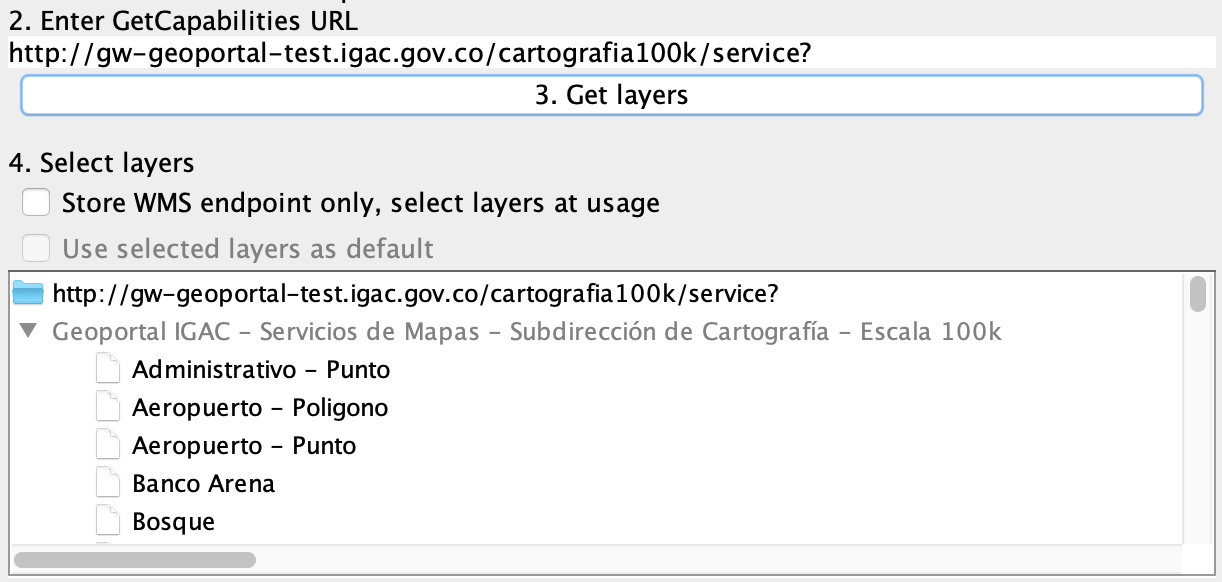 2. Enter GetCapabilities URL
http://gw-geoportal-test.igac.gov.co/cartografia100k/service?
3. Get layers
4. Select layers
Store WMS endpoint only, select layers at usage
Use selected layers as default
http://gw-geoportal-test.igac.gov.co/cartografia100k/service?
Geoportal IGAC - Servicios de Mapas - Subdirección de Cartografía - Escala 100k
Administrativo - Punto
Aeropuerto - Poligono
Aeropuerto - Punto
Banco Arena
Bosque